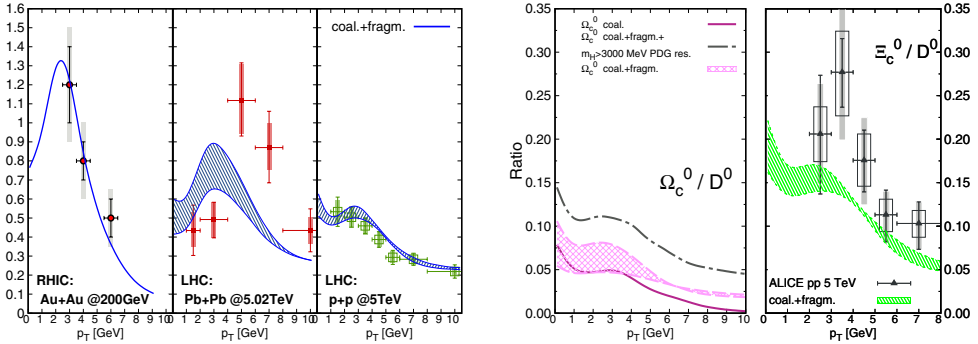 1.6
1.5
1.4
1.3
1.2
1.1
1
0.9
0.8
0.7
0.6
0.5
0.4
0.3
0.2
0.1
coal.+fragm.
RHIC:
Au+Au @200GeV
LHC:
Pb+Pb @5.02TeV
LHC:
p+p @5TeV
0 1 2 3 4 5 6 7 8 9
0 1 2 3 4 5 6 7 8 9
0 1 2 3 4 5 6 7 8 9 10
p_T [GeV]
p_T [GeV]
p_T [GeV]
Ratio
0.35
0.30
0.25
0.20
0.15
0.10
0.05
0.00
Ω_c^0 coal.
Ω_c^0 coal.+fragm.+
m_H>3000 MeV PDG res.
Ω_c^0 coal.+fragm.
Ω_c^0 / D^0
0 1 2 3 4 5 6 7 8 9 10
p_T [GeV]
Ξ_c^0 / D^0
ALICE pp 5 TeV
coal.+fragm.
0 1 2 3 4 5 6 7 8
p_T [GeV]
0.35
0.30
0.25
0.20
0.15
0.10
0.05
0.00